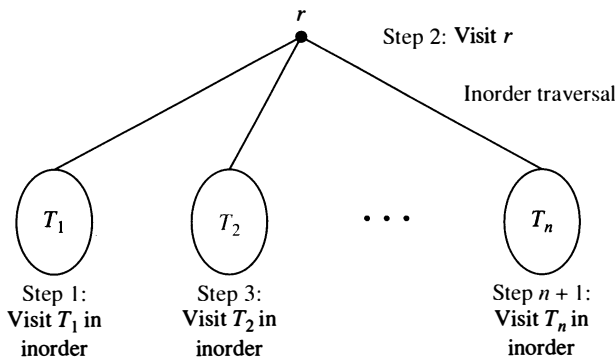 r
Step 2: Visit r
Inorder traversal
T₁
T₂
. . .
Tₙ
Step 1:
Visit T₁ in
inorder
Step 3:
Visit T₂ in
inorder
Step n + 1:
Visit Tₙ in
inorder